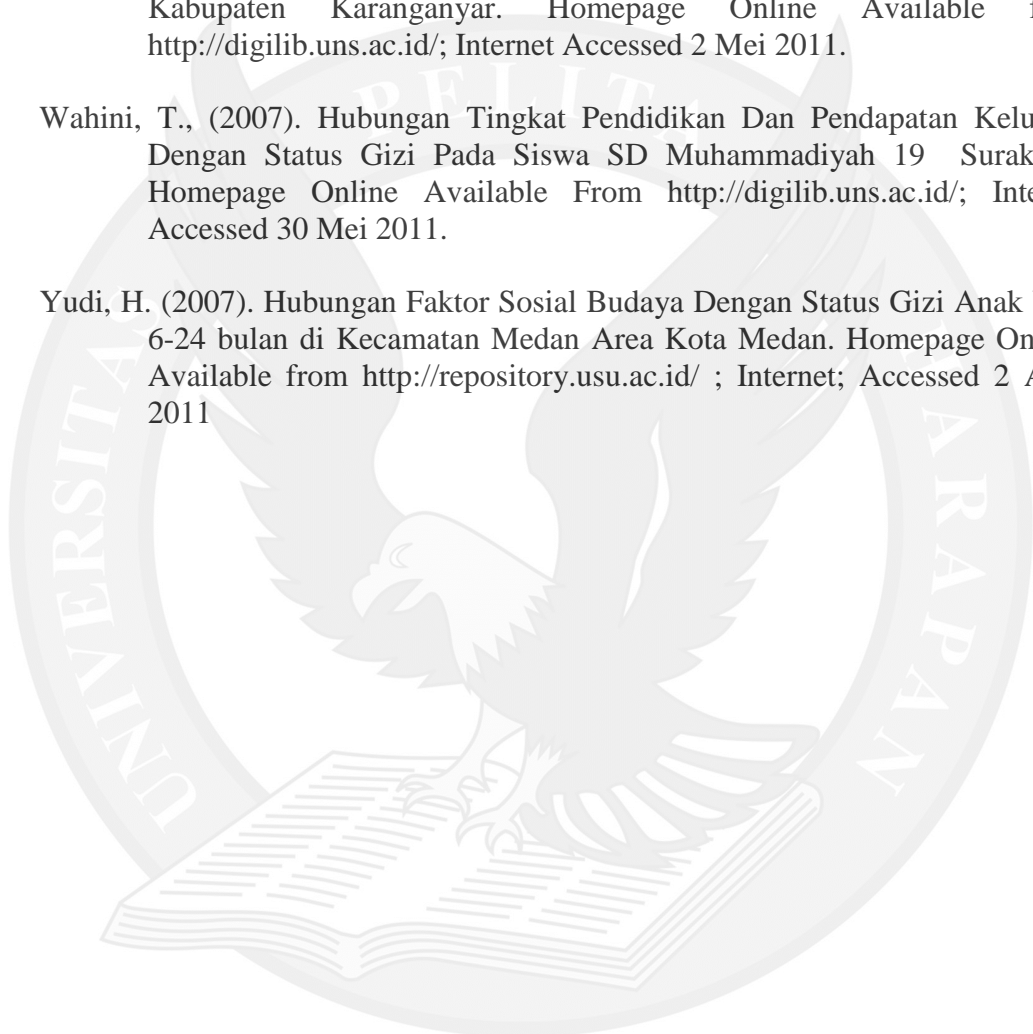 Kabupaten Karanganyar. Homepage Online Available
http://digilib.uns.ac.id/; Internet Accessed 2 Mei 2011.
Wahini, T., (2007). Hubungan Tingkat Pendidikan Dan Pendapatan Kelu
Dengan Status Gizi Pada Siswa SD Muhammadiyah 19 Surak
Homepage Online Available From http://digilib.uns.ac.id/; Inte
Accessed 30 Mei 2011.
Yudi, H. (2007). Hubungan Faktor Sosial Budaya Dengan Status Gizi Anak
6-24 bulan di Kecamatan Medan Area Kota Medan. Homepage On
Available from http://repository.usu.ac.id/ ; Internet; Accessed 2 A
2011
UNIVERSITAS
PELITA
HARAPAN